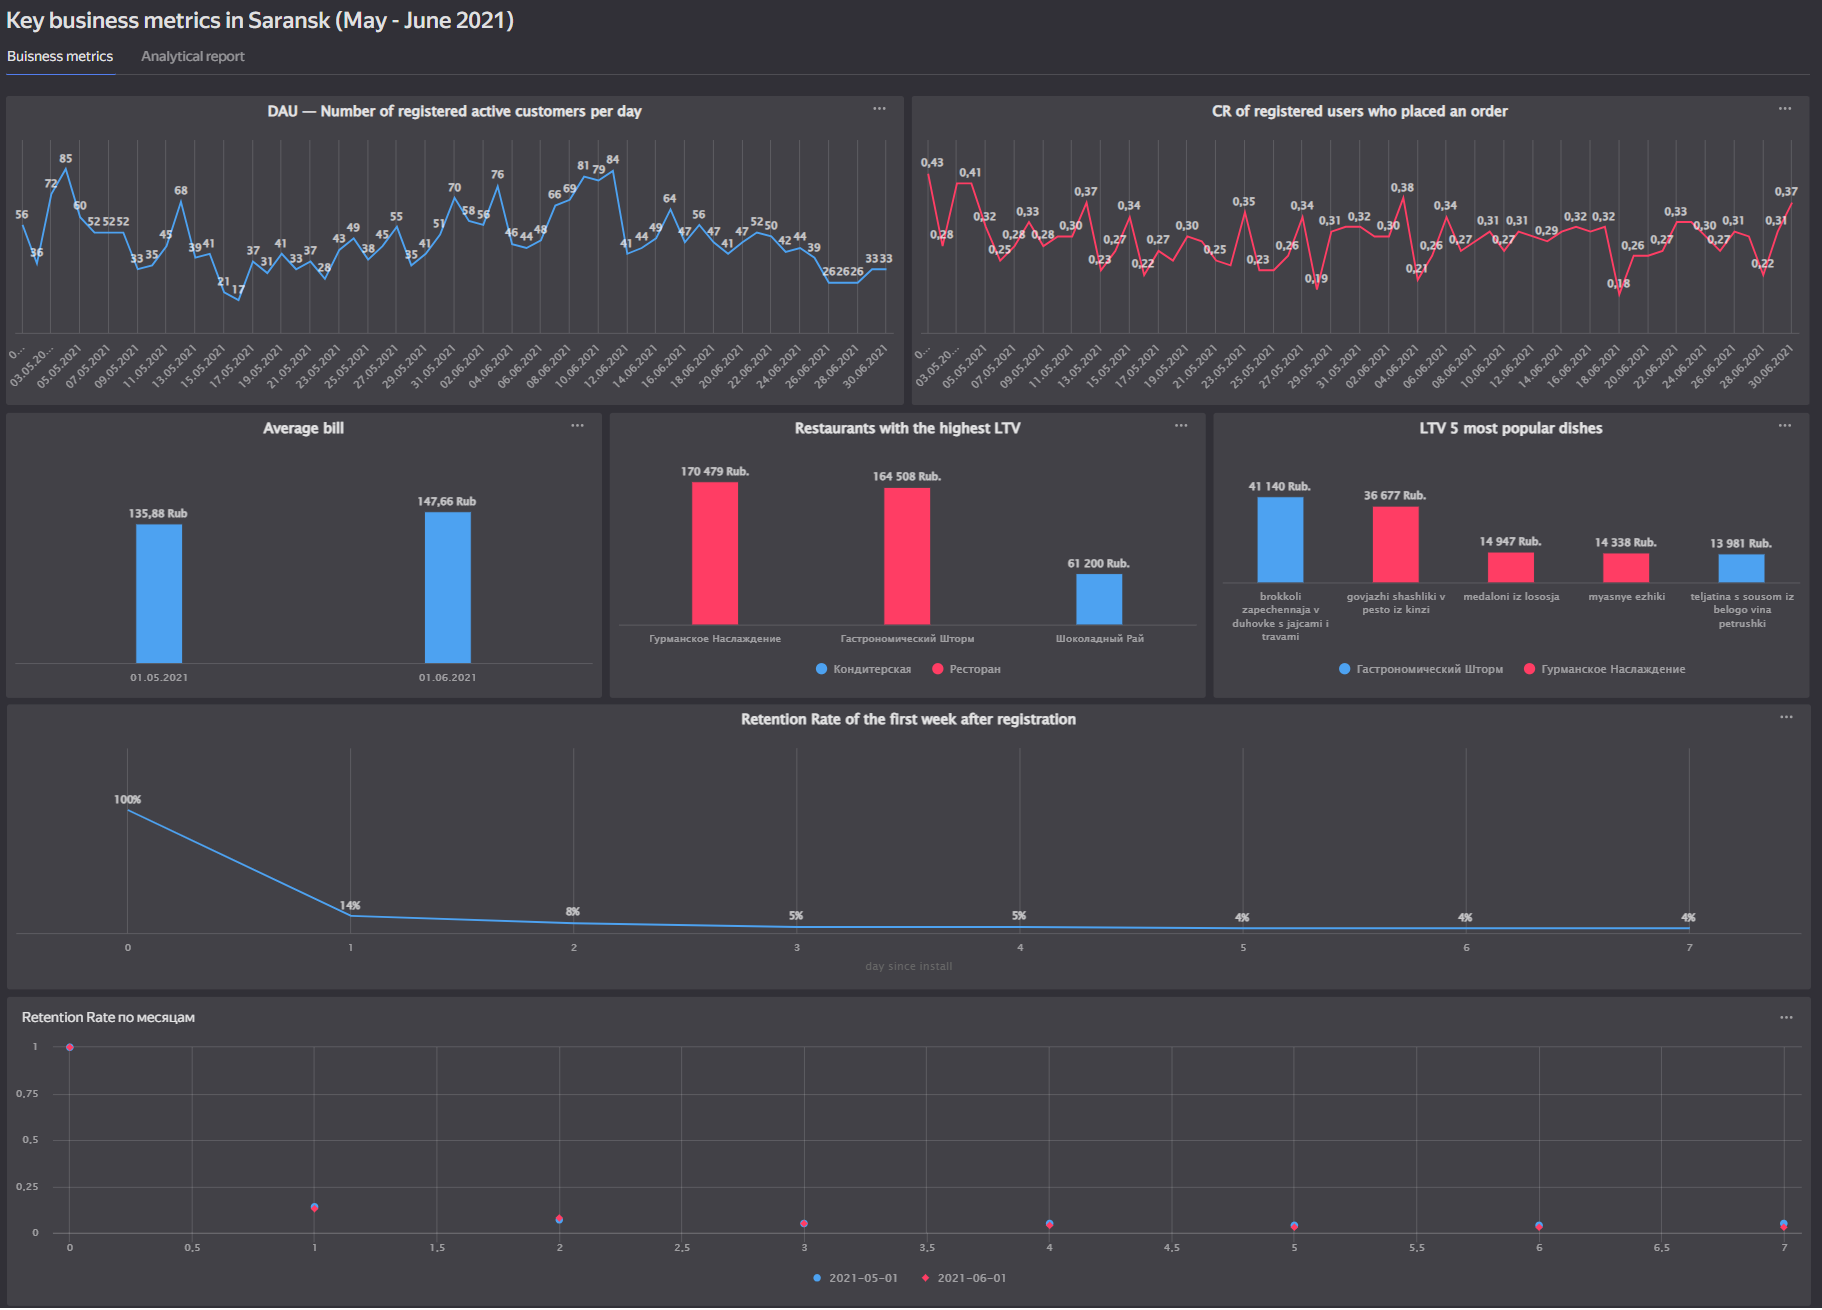 Key business metrics in Saransk (May - June 2021)
Buisness metrics Analytical report
DAU — Number of registered active customers per day
56 36 72 85 60 52 52 52 33 35 45 68 39 41 21 17 37 31 41 33 37 28 43 49 38 45 55 35 41 51 70 58 56 76 46 44 48 66 69 81 79 84 41 44 49 64 47 56 47 41 47 52 50 42 44 39 26 26 26 33 33
0... 03.05.20... 05.05.2021 07.05.2021 09.05.2021 11.05.2021 13.05.2021 15.05.2021 17.05.2021 19.05.2021 21.05.2021 23.05.2021 25.05.2021 27.05.2021 29.05.2021 31.05.2021 02.06.2021 04.06.2021 06.06.2021 08.06.2021 10.06.2021 12.06.2021 14.06.2021 16.06.2021 18.06.2021 20.06.2021 22.06.2021 24.06.2021 26.06.2021 28.06.2021 30.06.2021
CR of registered users who placed an order
0,43 0,28 0,41 0,32 0,25 0,28 0,33 0,28 0,30 0,37 0,23 0,27 0,34 0,22 0,27 0,30 0,25 0,35 0,23 0,26 0,34 0,19 0,31 0,32 0,30 0,38 0,21 0,26 0,34 0,27 0,31 0,27 0,31 0,29 0,32 0,32 0,18 0,26 0,27 0,33 0,30 0,27 0,31 0,22 0,31 0,37
0... 03.05.20... 05.05.2021 07.05.2021 09.05.2021 11.05.2021 13.05.2021 15.05.2021 17.05.2021 19.05.2021 21.05.2021 23.05.2021 25.05.2021 27.05.2021 29.05.2021 31.05.2021 02.06.2021 04.06.2021 06.06.2021 08.06.2021 10.06.2021 12.06.2021 14.06.2021 16.06.2021 18.06.2021 20.06.2021 22.06.2021 24.06.2021 26.06.2021 28.06.2021 30.06.2021
Average bill
135,88 Rub 147,66 Rub
01.05.2021 01.06.2021
Restaurants with the highest LTV
170 479 Rub. 164 508 Rub. 61 200 Rub.
Гурманское Наслаждение Гастрономический Шторм Шоколадный Рай
Кондитерская Ресторан
LTV 5 most popular dishes
41 140 Rub. 36 677 Rub. 14 947 Rub. 14 338 Rub. 13 981 Rub.
brokkoli
zapechennaja v
duhovke s jajcami i
travami
govjazhi shashliki v
pesto iz kinzi
medaloni iz lososja
myasnye ezhiki
teljatina s sousom iz
belogo vina
petrushki
Гастрономический Шторм Гурманское Наслаждение
Retention Rate of the first week after registration
100% 14% 8% 5% 5% 4% 4% 4%
0 1 2 3 4 5 6 7
day since install
Retention Rate по месяцам
1
0,75
0,5
0,25
0
0 0,5 1 1,5 2 2,5 3 3,5 4 4,5 5 5,5 6 6,5 7
2021-05-01 2021-06-01